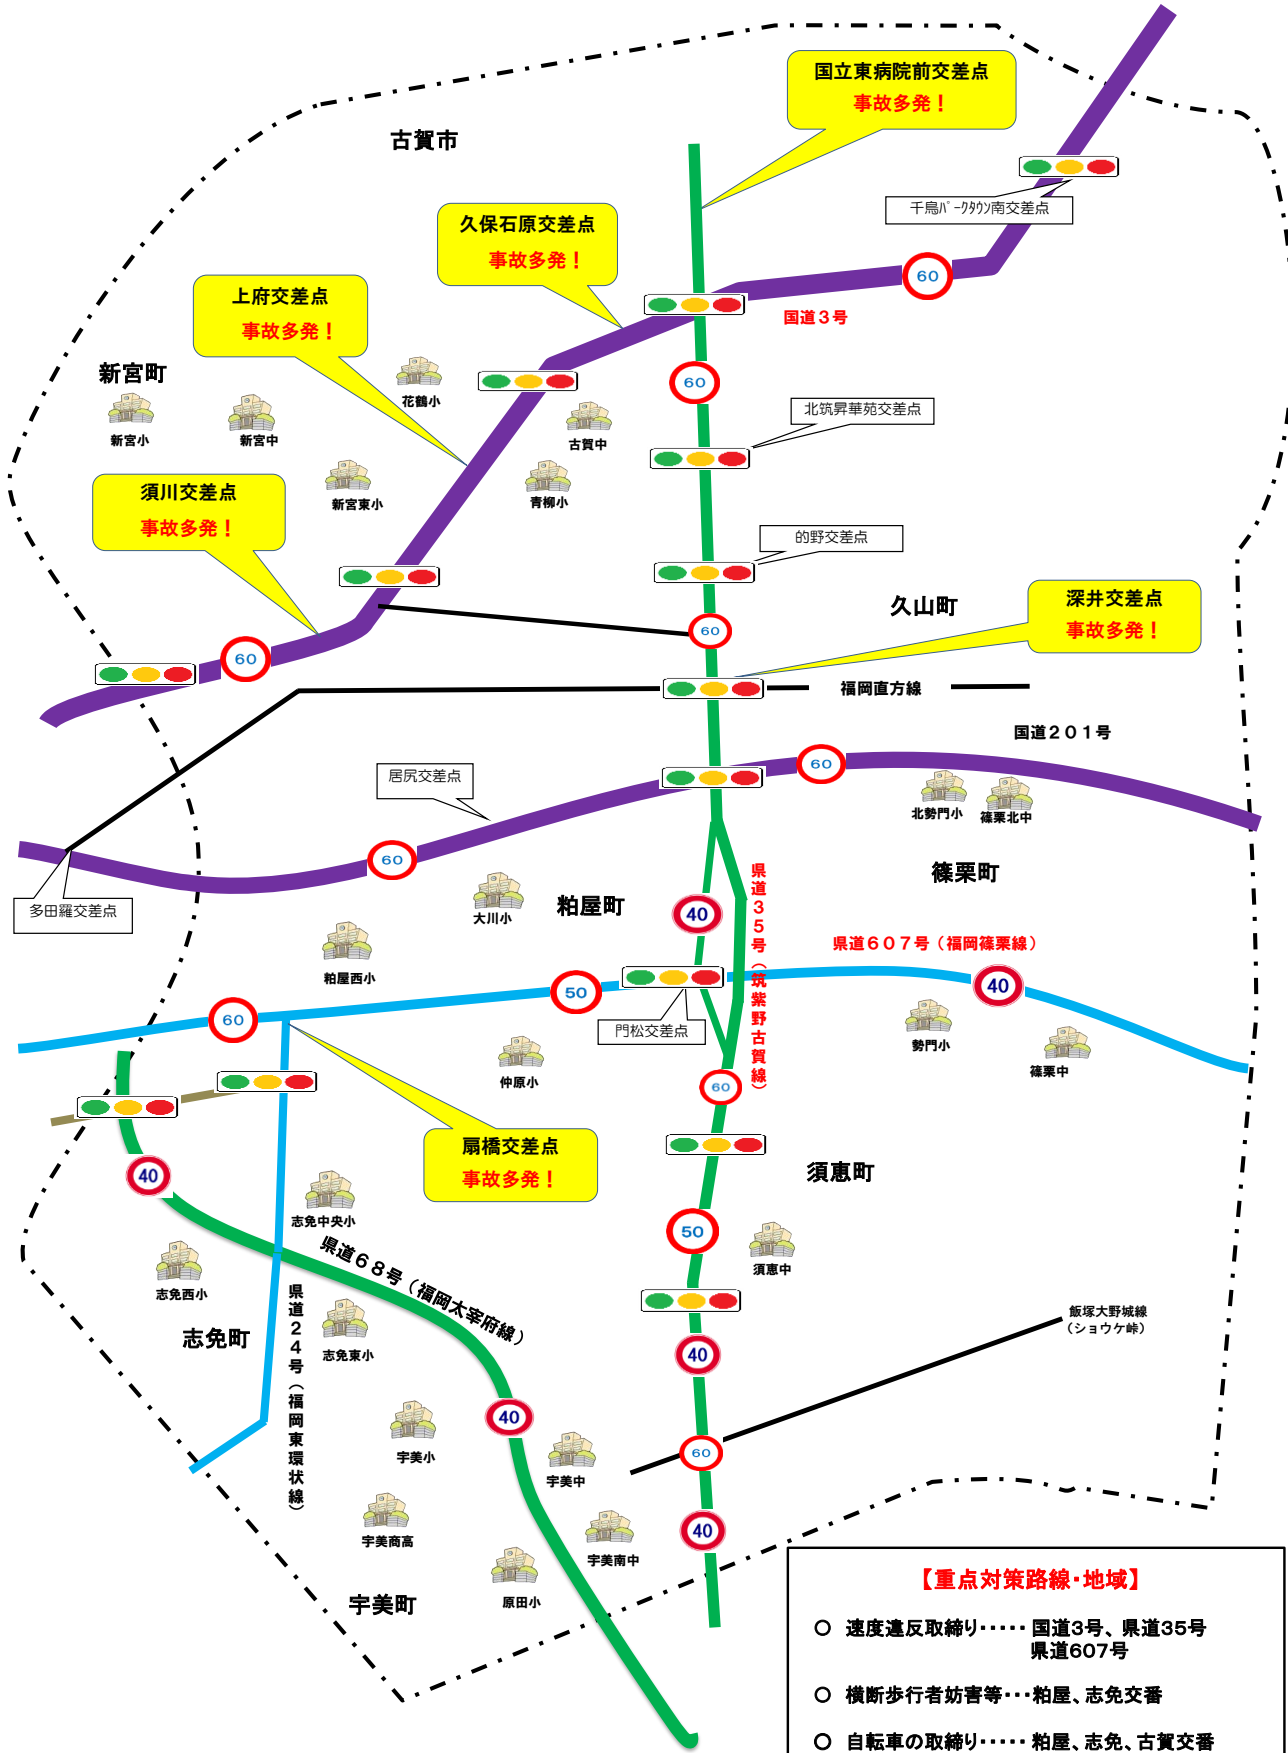 国立東病院前交差点
事故多発！
古賀市
千鳥ﾊﾟｰｸﾀｳﾝ南交差点
久保石原交差点
事故多発！
60
上府交差点
事故多発！
国道３号
新宮町
花鶴小
60
新宮小
新宮中
古賀中
北筑昇華苑交差点
須川交差点
事故多発！
新宮東小
青柳小
的野交差点
久山町
深井交差点
事故多発！
60
60
福岡直方線
国道２０１号
居尻交差点
60
北勢門小
篠栗北中
60
多田羅交差点
大川小
粕屋町
40
県道３５号（筑紫野古賀線）
篠栗町
県道６０７号（福岡篠栗線）
粕屋西小
60
50
40
門松交差点
勢門小
篠栗中
仲原小
60
扇橋交差点
事故多発！
40
須恵町
志免中央小
県道６８号（福岡太宰府線）
50
須恵中
志免西小
県道２４号（福岡東環状線）
志免町
志免東小
飯塚大野城線
（ショウケ峠）
40
40
宇美小
宇美中
60
宇美商高
宇美南中
40
原田小
宇美町
【重点対策路線・地域】
○ 速度違反取締り・・・・・ 国道3号、県道35号
県道607号
○ 横断歩行者妨害等・・・粕屋、志免交番
○ 自転車の取締り・・・・・ 粕屋、志免、古賀交番